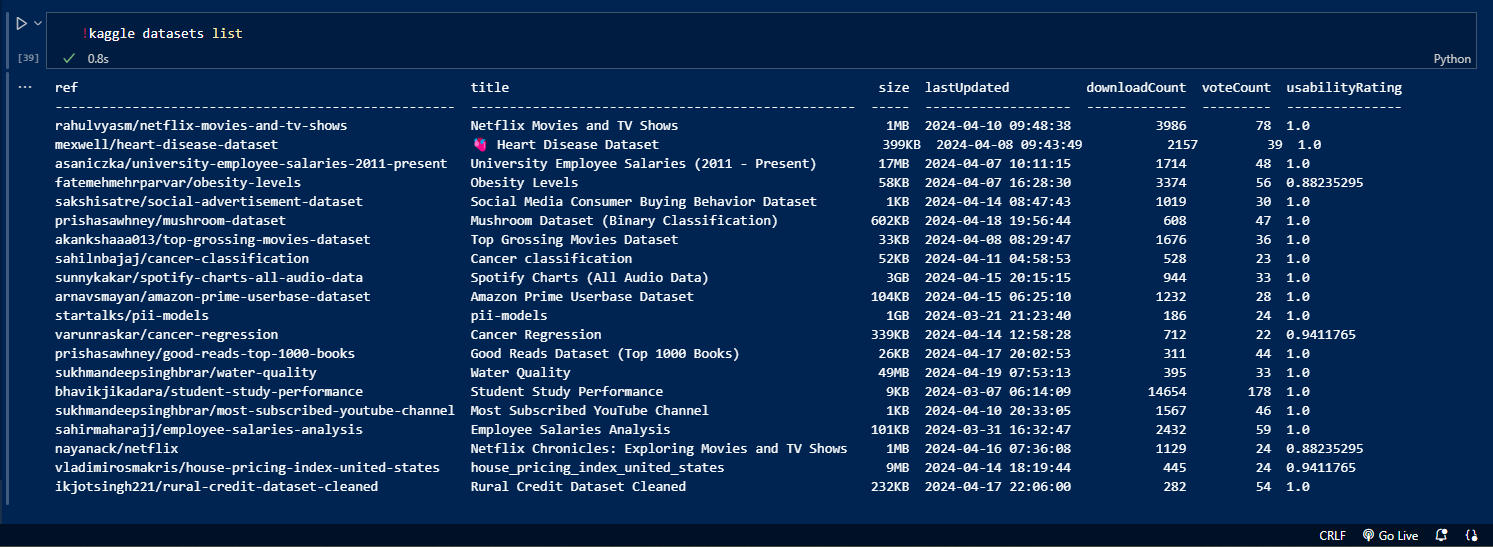 !kaggle datasets list
[39] 0.8s Python
ref title size lastUpdated downloadCount voteCount usabilityRating
---------------------------------------------------- -------------------------------------------------- ----- ------------------- ------------- --------- ---------------
rahulvyasm/netflix-movies-and-tv-shows Netflix Movies and TV Shows 1MB 2024-04-10 09:48:38 3986 78 1.0
mexwell/heart-disease-dataset 🫀 Heart Disease Dataset 399KB 2024-04-08 09:43:49 2157 39 1.0
asaniczka/university-employee-salaries-2011-present University Employee Salaries (2011 - Present) 17MB 2024-04-07 10:11:15 1714 48 1.0
fatemehmehrparvar/obesity-levels Obesity Levels 58KB 2024-04-07 16:28:30 3374 56 0.88235295
sakshisatre/social-advertisement-dataset Social Media Consumer Buying Behavior Dataset 1KB 2024-04-14 08:47:43 1019 30 1.0
prishasawhney/mushroom-dataset Mushroom Dataset (Binary Classification) 602KB 2024-04-18 19:56:44 608 47 1.0
akankshaaa013/top-grossing-movies-dataset Top Grossing Movies Dataset 33KB 2024-04-08 08:29:47 1676 36 1.0
sahilnbajaj/cancer-classification Cancer classification 52KB 2024-04-11 04:58:53 528 23 1.0
sunnykakar/spotify-charts-all-audio-data Spotify Charts (All Audio Data) 3GB 2024-04-15 20:15:15 944 33 1.0
arnavsmayan/amazon-prime-userbase-dataset Amazon Prime Userbase Dataset 104KB 2024-04-15 06:25:10 1232 28 1.0
startalks/pii-models pii-models 1GB 2024-03-21 21:23:40 186 24 1.0
varunraskar/cancer-regression Cancer Regression 339KB 2024-04-14 12:58:28 712 22 0.9411765
prishasawhney/good-reads-top-1000-books Good Reads Dataset (Top 1000 Books) 26KB 2024-04-17 20:02:53 311 44 1.0
sukhmandeepsinghbrar/water-quality Water Quality 49MB 2024-04-19 07:53:13 395 33 1.0
bhavikjikadara/student-study-performance Student Study Performance 9KB 2024-03-07 06:14:09 14654 178 1.0
sukhmandeepsinghbrar/most-subscribed-youtube-channel Most Subscribed YouTube Channel 1KB 2024-04-10 20:33:05 1567 46 1.0
sahirmaharajj/employee-salaries-analysis Employee Salaries Analysis 101KB 2024-03-31 16:32:47 2432 59 1.0
nayanack/netflix Netflix Chronicles: Exploring Movies and TV Shows 1MB 2024-04-16 07:36:08 1129 24 0.88235295
vladimirosmakris/house-pricing-index-united-states house_pricing_index_united_states 9MB 2024-04-14 18:19:44 445 24 0.9411765
ikjotsingh221/rural-credit-dataset-cleaned Rural Credit Dataset Cleaned 232KB 2024-04-17 22:06:00 282 54 1.0
CRLF Go Live